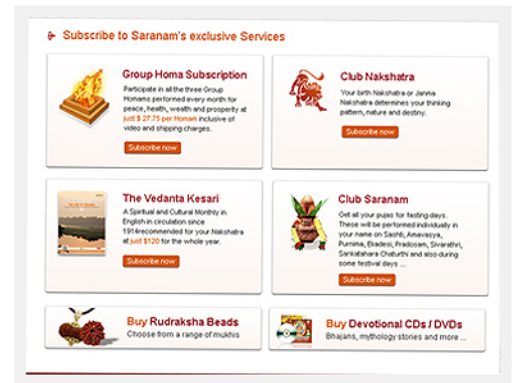 Subscribe to Saranam's exclusive Services
Group Homa Subscription
Participate in all the three Group
Homams performed every month for
peace, health, wealth and prosperity at
just $ 27.75 per Homam inclusive of
video and shipping charges.
Subscribe now
Club Nakshatra
Your birth Nakshatra or Janma
Nakshatra determines your thinking
pattern, nature and destiny.
Subscribe now
The Vedanta Kesari
A Spiritual and Cultural Monthly in
English in circulation since
1914recommended for your Nakshatra
at just $120 for the whole year.
Subscribe now
Club Saranam
Get all your pujas for fasting days.
These will be performed individually in
your name on Sashti, Amavasya,
Purnima, Ekadesi, Pradosam, Sivarathri,
Sankatahara Chaturthi and also during
some festival days ...
Subscribe now
Buy Rudraksha Beads
Choose from a range of mukhis
Buy Devotional CDs / DVDs
Bhajans, mythology stories and more ...